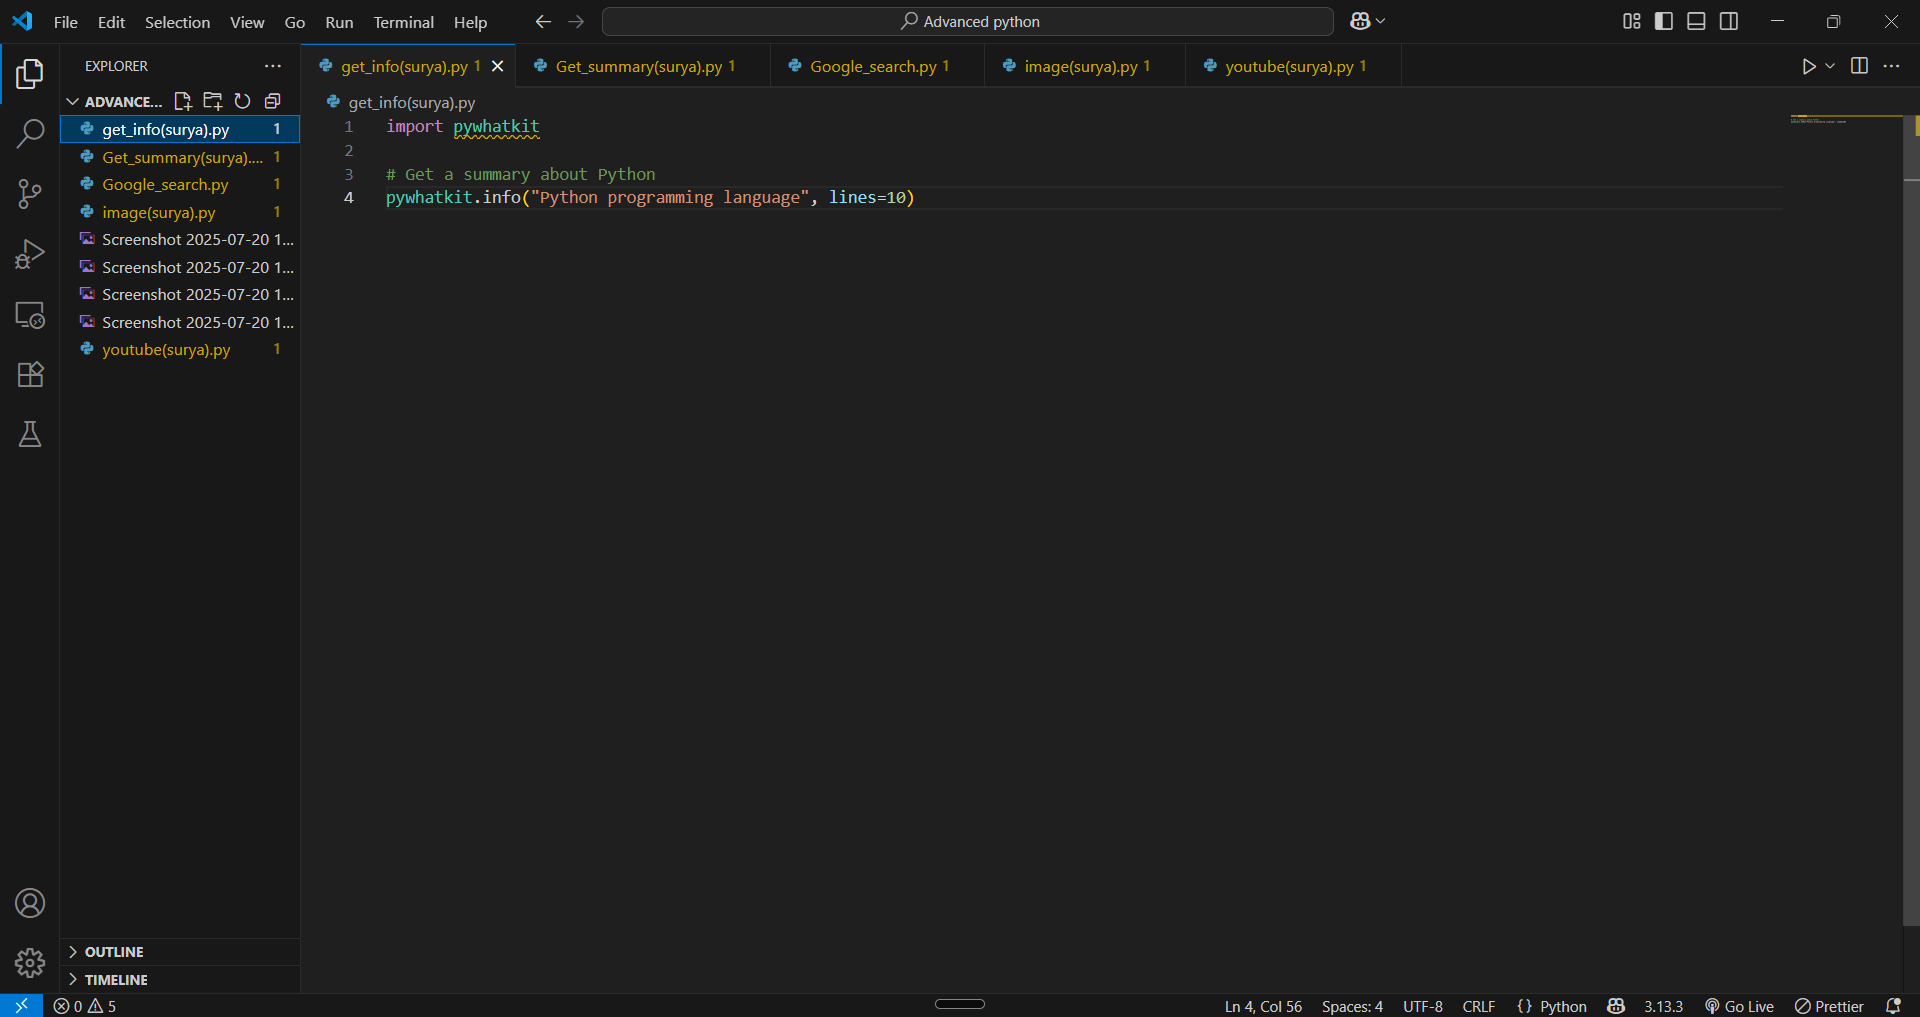 File Edit Selection View Go Run Terminal Help
Advanced python
EXPLORER
get_info(surya).py 1
Get_summary(surya).py 1
Google_search.py 1
image(surya).py 1
youtube(surya).py 1
ADVANCE...
get_info(surya).py 1
Get_summary(surya).... 1
Google_search.py 1
image(surya).py 1
Screenshot 2025-07-20 1...
Screenshot 2025-07-20 1...
Screenshot 2025-07-20 1...
Screenshot 2025-07-20 1...
youtube(surya).py 1
get_info(surya).py
1 import pywhatkit
2
3 # Get a summary about Python
4 pywhatkit.info("Python programming language", lines=10)
OUTLINE
TIMELINE
0 5
Ln 4, Col 56 Spaces: 4 UTF-8 CRLF {} Python 3.13.3 Go Live Prettier